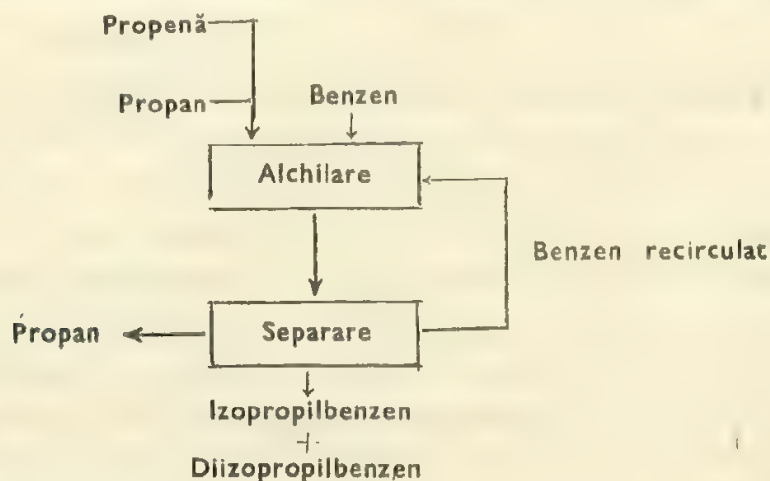 Propenă
Propan
Benzen
Alchilare
Benzen recirculat
Propan
Separare
Izopropilbenzen
+
Diizopropilbenzen